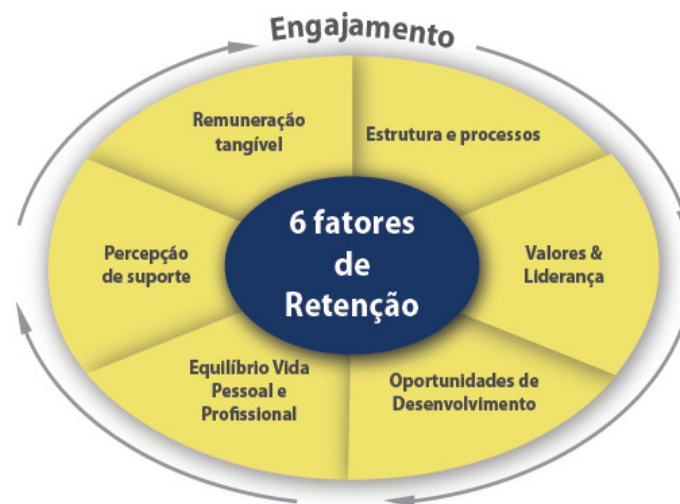 Engajamento
Remuneração
tangível
Estrutura e processos
Percepção
de suporte
6 fatores
de
Retenção
Valores &
Liderança
Equilíbrio Vida
Pessoal e
Profissional
Oportunidades de
Desenvolvimento